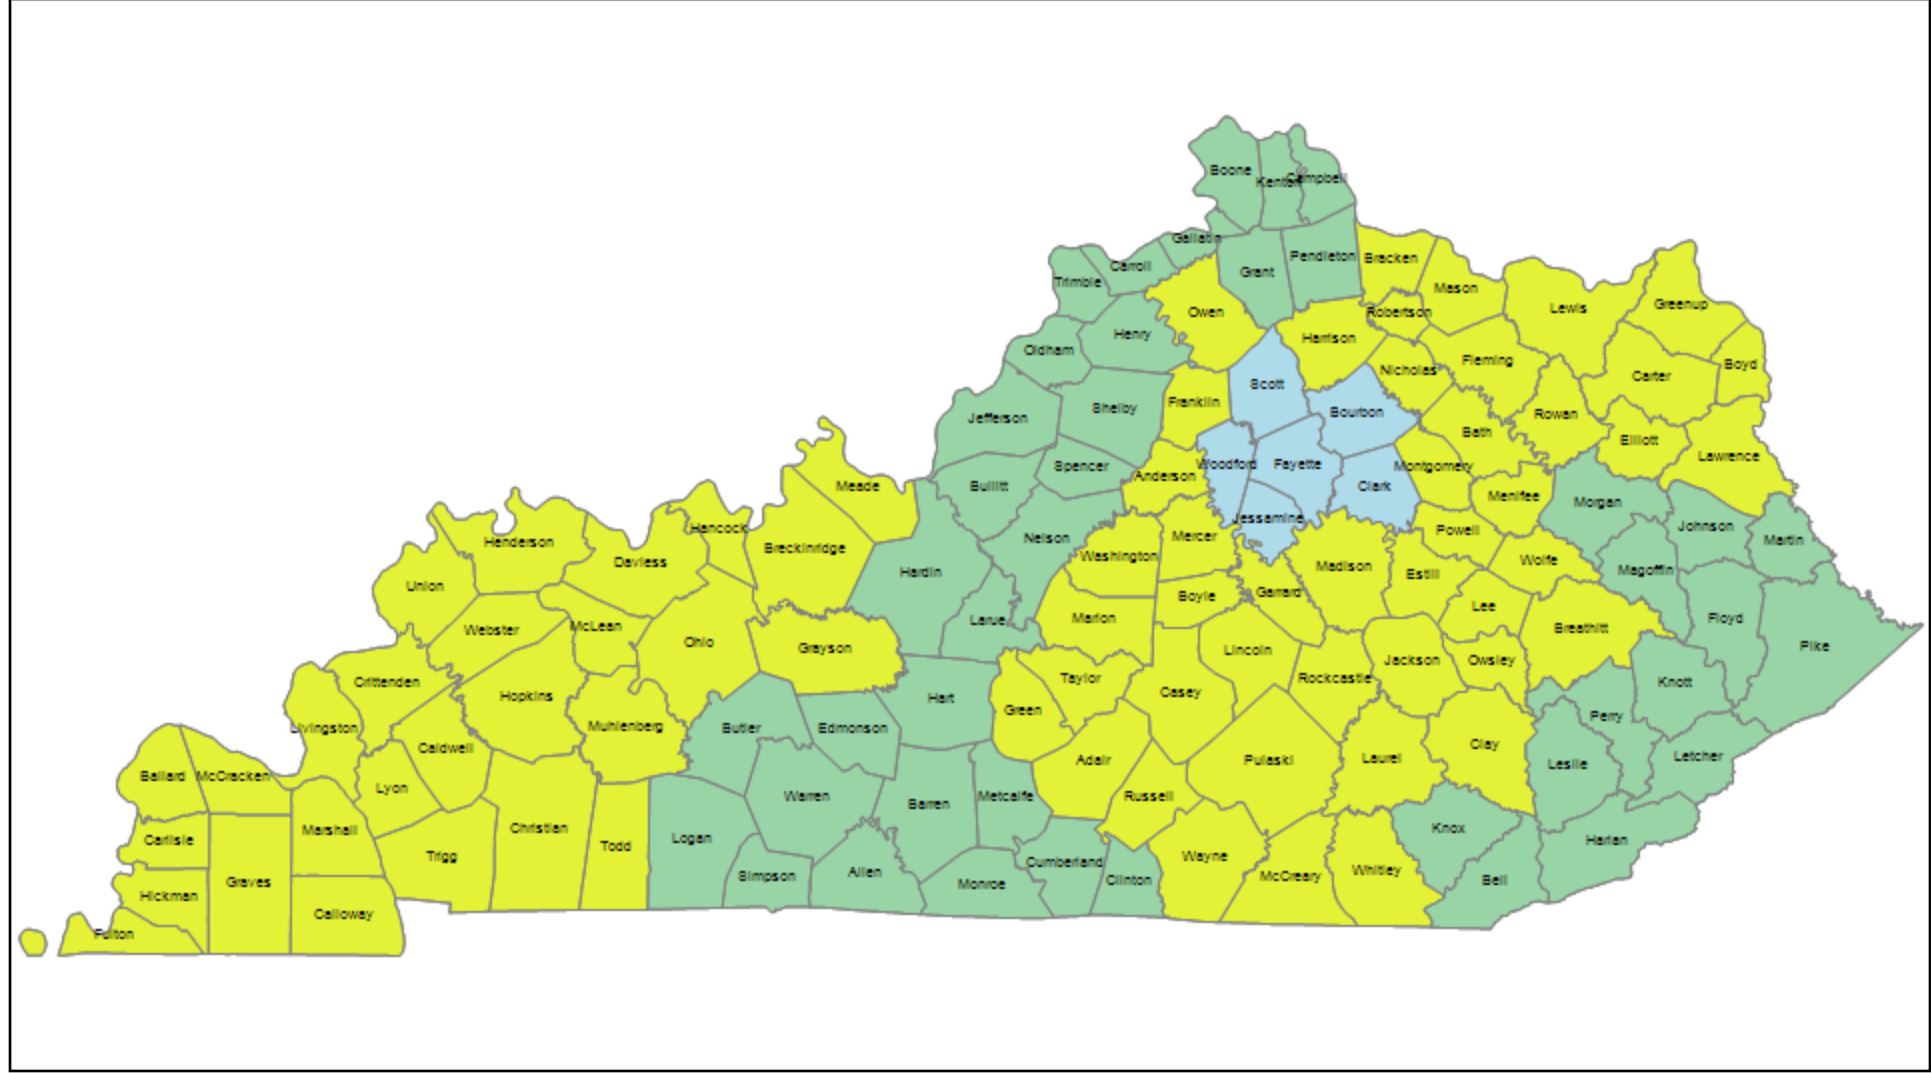 Boone
Kenton
Campbell
Gallatin
Carroll
Trimble
Grant
Pendleton
Bracken
Mason
Lewis
Greenup
Owen
Robertson
Henry
Harrison
Oldham
Fleming
Boyd
Nicholas
Carter
Scott
Franklin
Shelby
Jefferson
Bourbon
Rowan
Bath
Elliott
Lawrence
Spencer
Woodford
Fayette
Montgomery
Anderson
Meade
Bullitt
Clark
Menifee
Morgan
Jessamine
Hancock
Johnson
Powell
Mercer
Nelson
Henderson
Martin
Breckinridge
Washington
Daviess
Wolfe
Madison
Magoffin
Hardin
Estill
Union
Garrard
Boyle
Lee
Marion
Floyd
Larue
McLean
Breathitt
Webster
Ohio
Pike
Grayson
Lincoln
Jackson
Owsley
Taylor
Rockcastle
Crittenden
Knott
Casey
Hopkins
Hart
Green
Perry
Livingston
Muhlenberg
Butler
Edmonson
Clay
Caldwell
Letcher
Laurel
Adair
Pulaski
Leslie
Ballard
McCracken
Lyon
Warren
Metcalfe
Russell
Barren
Christian
Knox
Marshall
Logan
Carlisle
Harlan
Todd
Trigg
Wayne
Cumberland
Whitley
Allen
Simpson
McCreary
Clinton
Bell
Graves
Monroe
Hickman
Calloway
Fulton